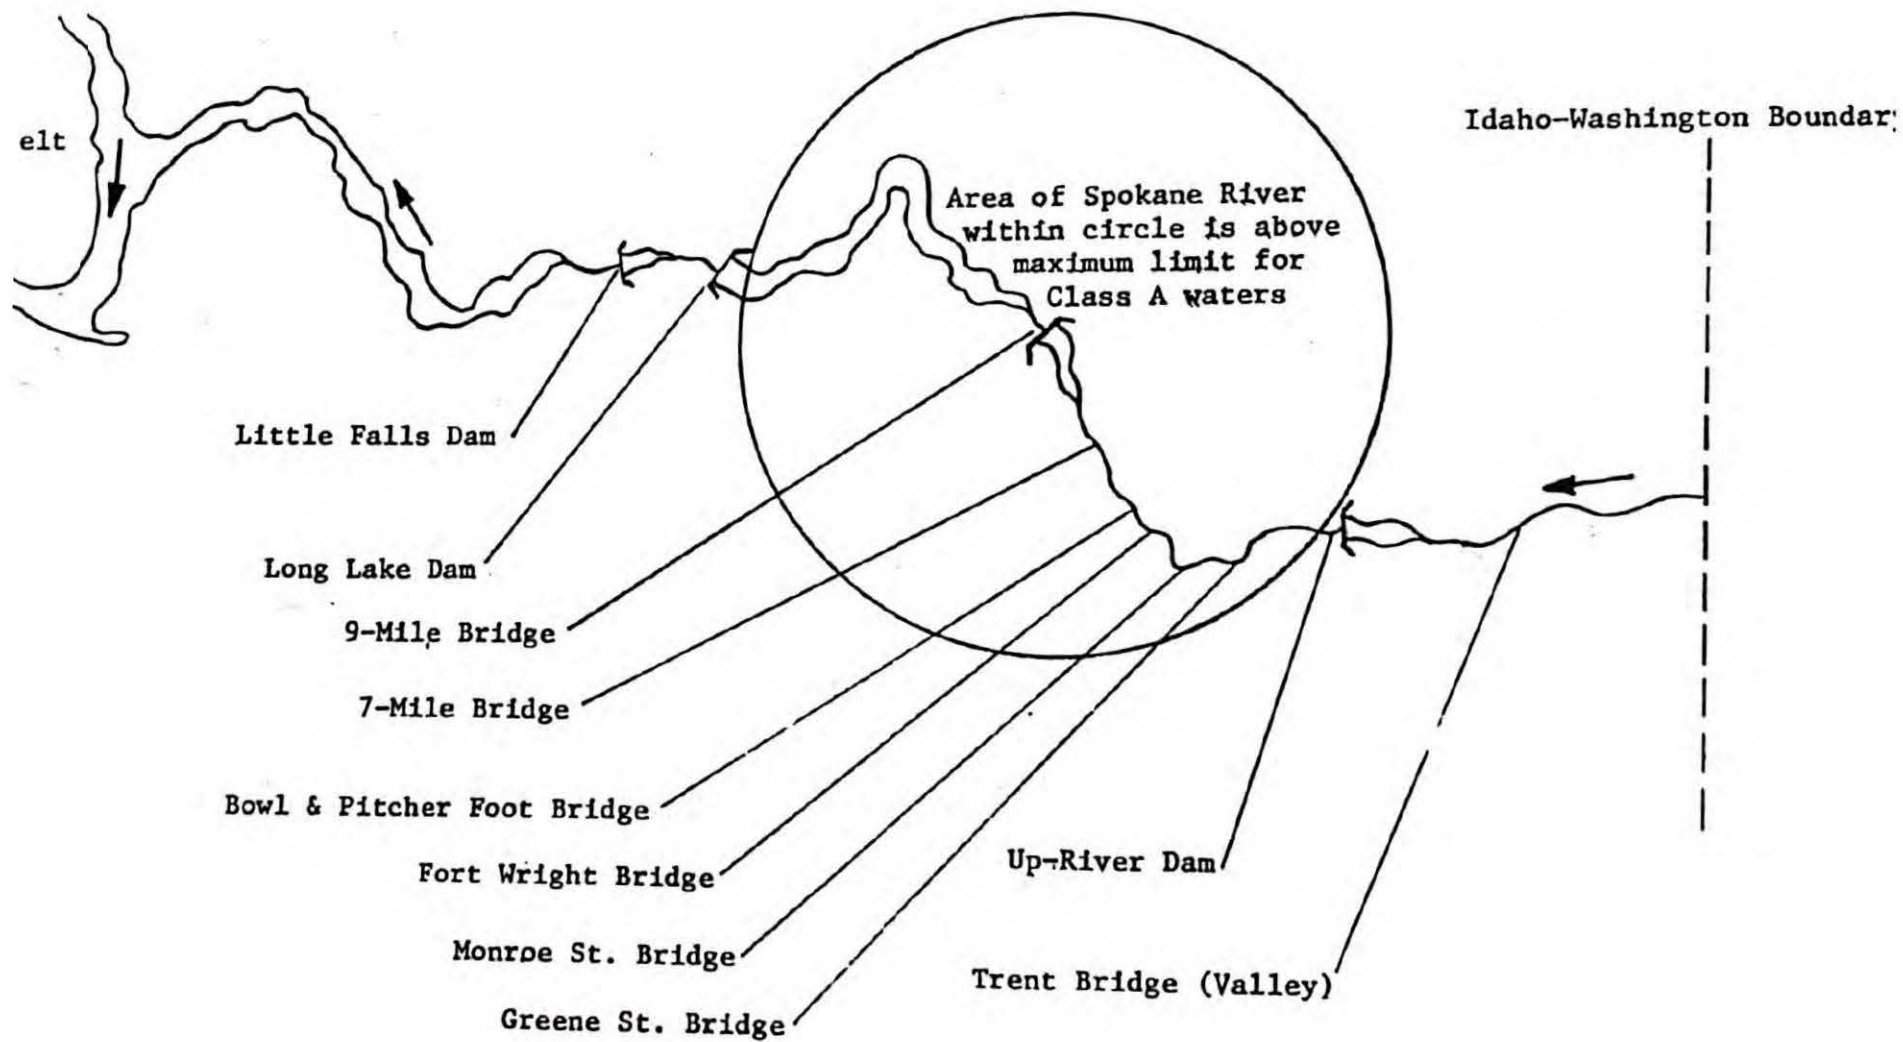 Idaho-Washington Boundar
elt
Area of Spokane River
within circle is above
maximum limit for
Class A waters
Little Falls Dam
Long Lake Dam
9-Mile Bridge
7-Mile Bridge
Bowl & Pitcher Foot Bridge
Fort Wright Bridge
Up-River Dam
Monroe St. Bridge
Trent Bridge (Valley)
Greene St. Bridge